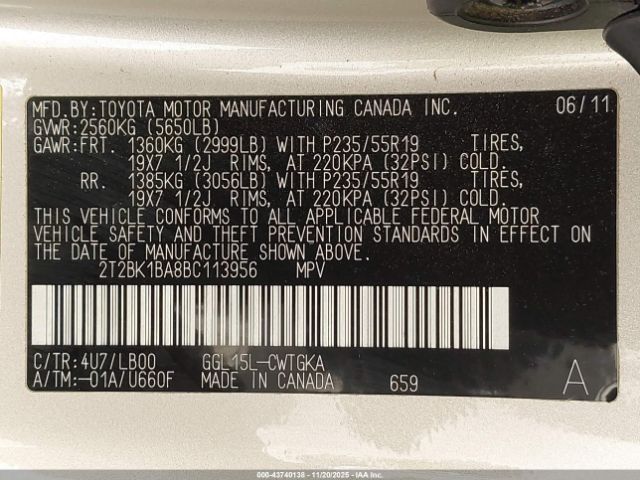 MFD.BY:TOYOTA MOTOR MANUFACTURING CANADA INC. 06/11
GVWR:2560KG (5650LB)
GAWR:FRT. 1360KG (2999LB) WITH P235/55R19 TIRES,
19X7 1/2J RIMS, AT 220KPA (32PSI) COLD.
RR. 1385KG (3056LB) WITH P235/55R19 TIRES,
19X7 1/2J RIMS, AT 220KPA (32PSI) COLD.
THIS VEHICLE CONFORMS TO ALL APPLICABLE FEDERAL MOTOR
VEHICLE SAFETY AND THEFT PREVENTION STANDARDS IN EFFECT ON
THE DATE OF MANUFACTURE SHOWN ABOVE.
2T2BK1BA8BC113956 MPV
C/TR:4U7/LB00 GGL15L-CWTGKA
A/TM:-01A/U660F MADE IN CANADA 659 A
000-43740138 - 11/20/2025 - IAAI.com